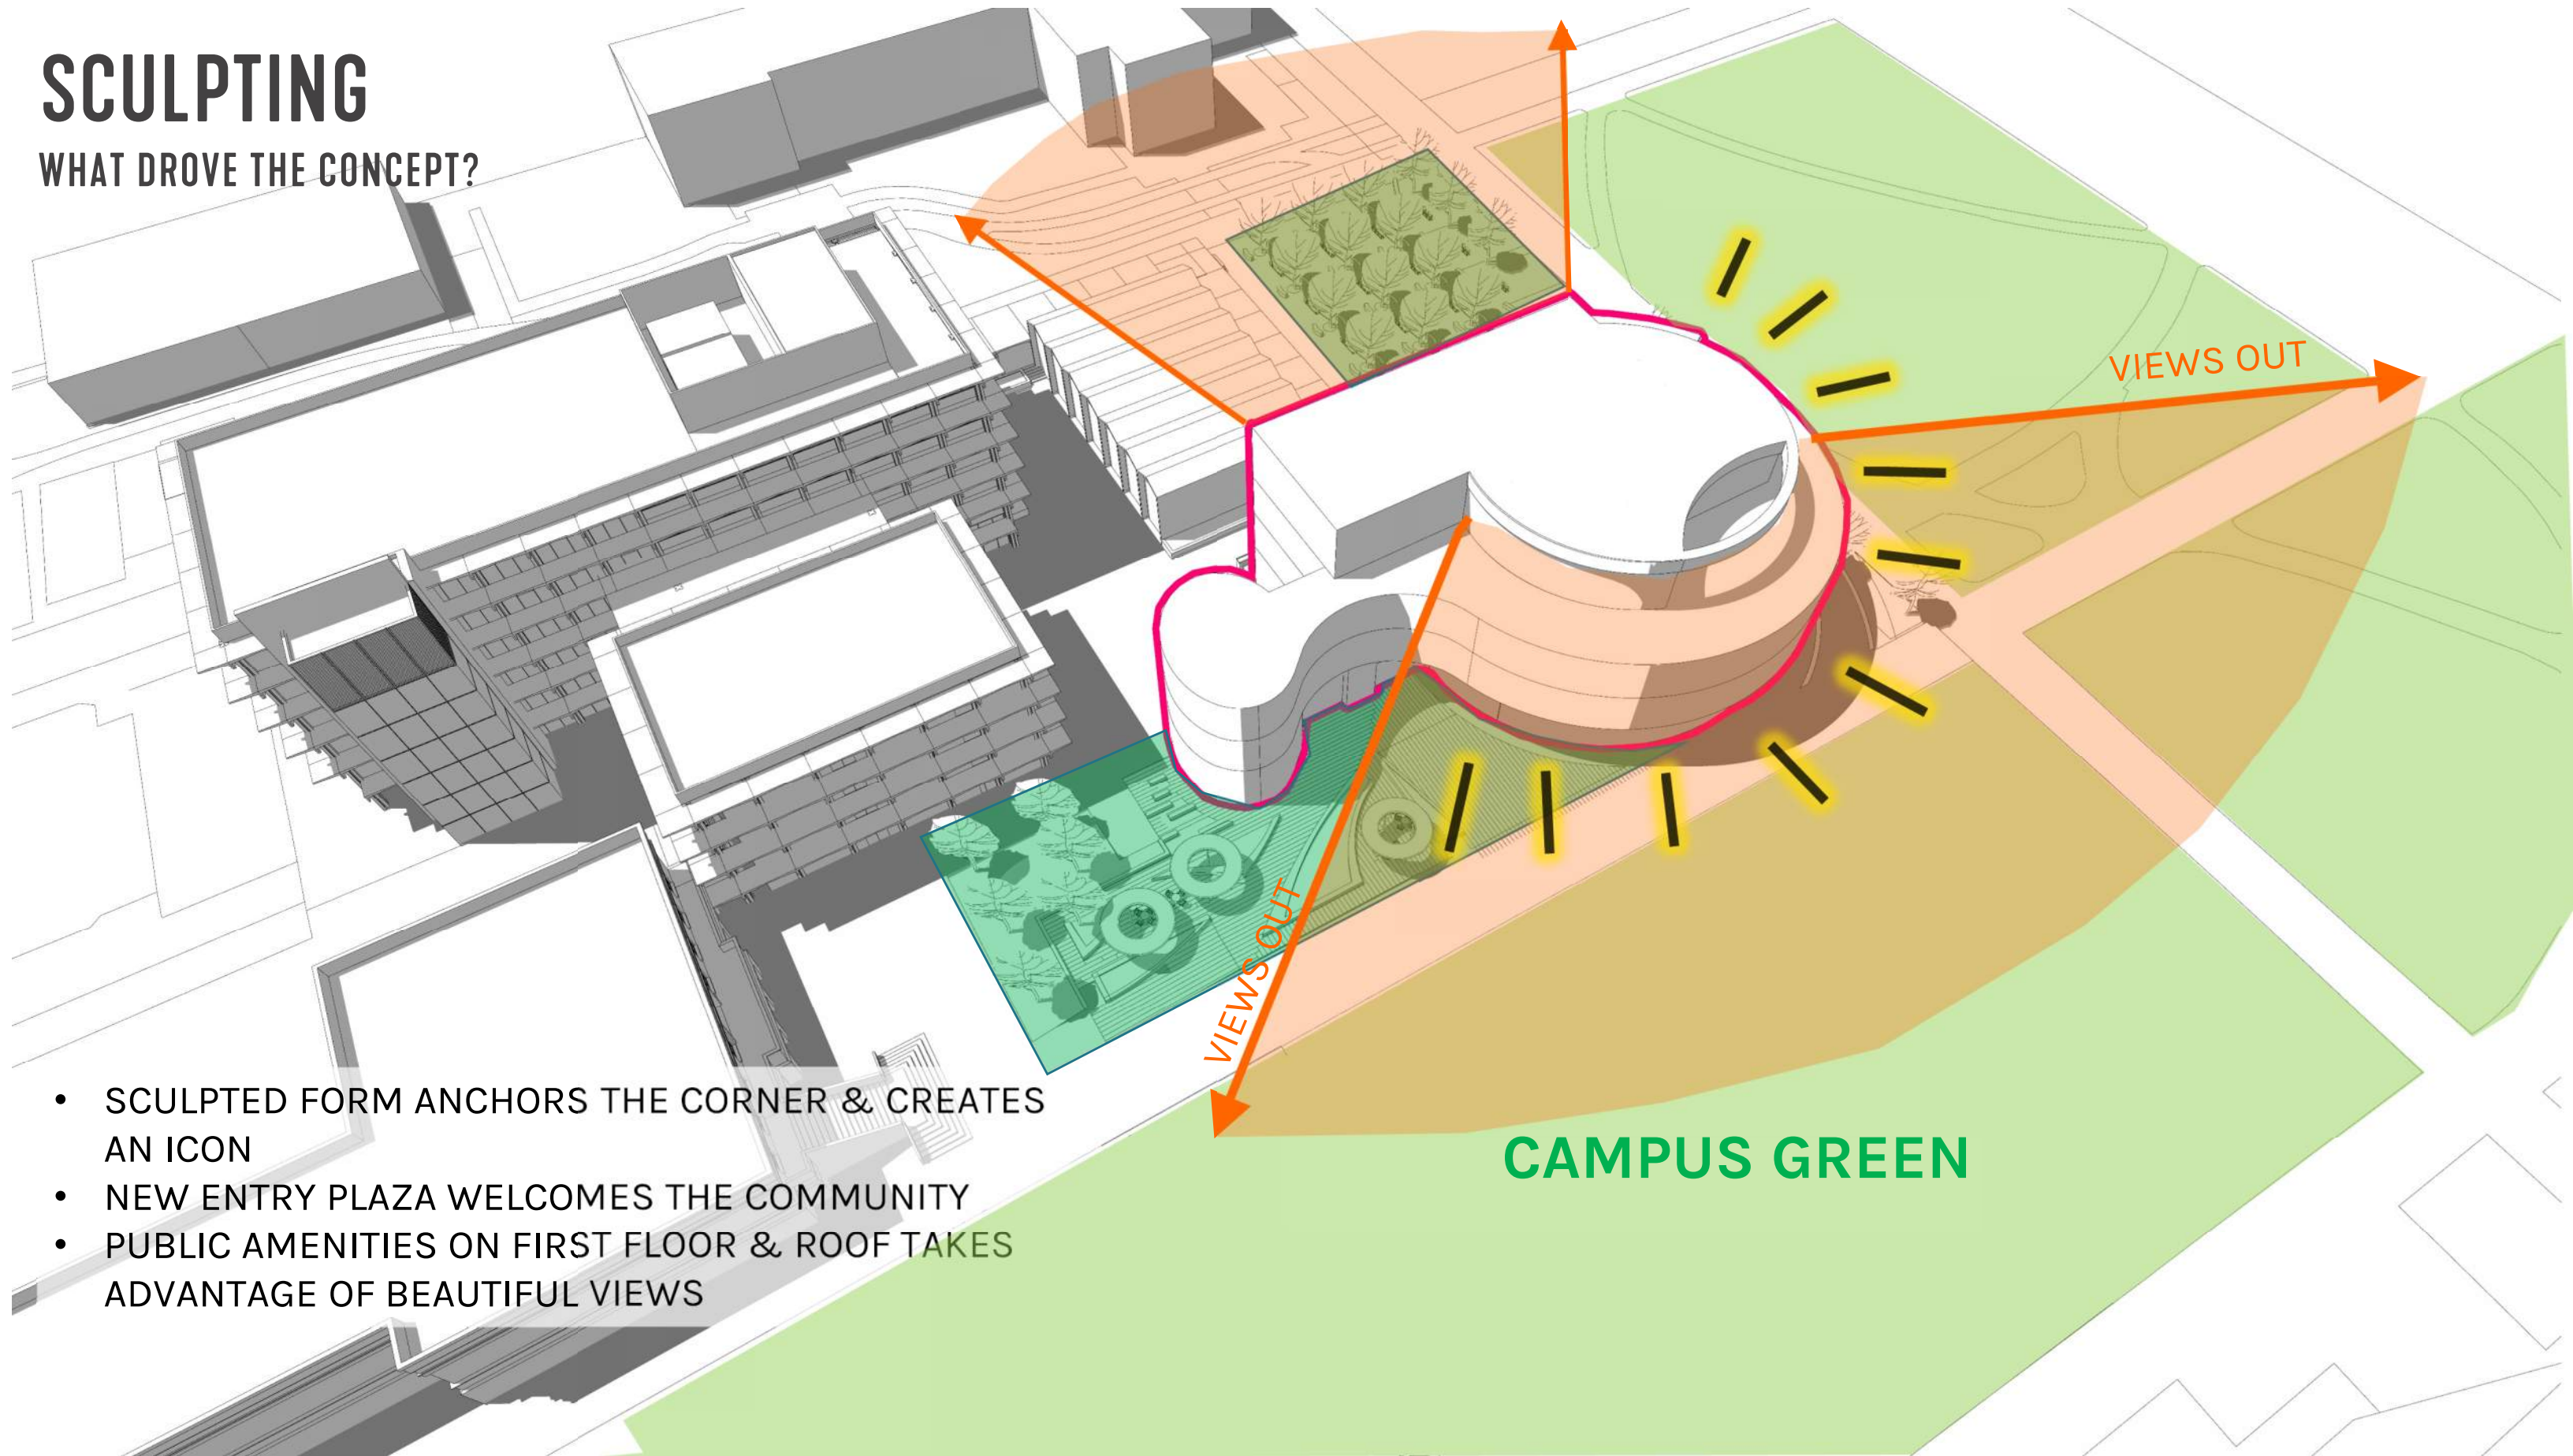 SCULPTING
WHAT DROVE THE CONCEPT?
VIEWS OUT
VIEWS OUT
• SCULPTED FORM ANCHORS THE CORNER & CREATES
AN ICON
• NEW ENTRY PLAZA WELCOMES THE COMMUNITY
• PUBLIC AMENITIES ON FIRST FLOOR & ROOF TAKES
ADVANTAGE OF BEAUTIFUL VIEWS
CAMPUS GREEN